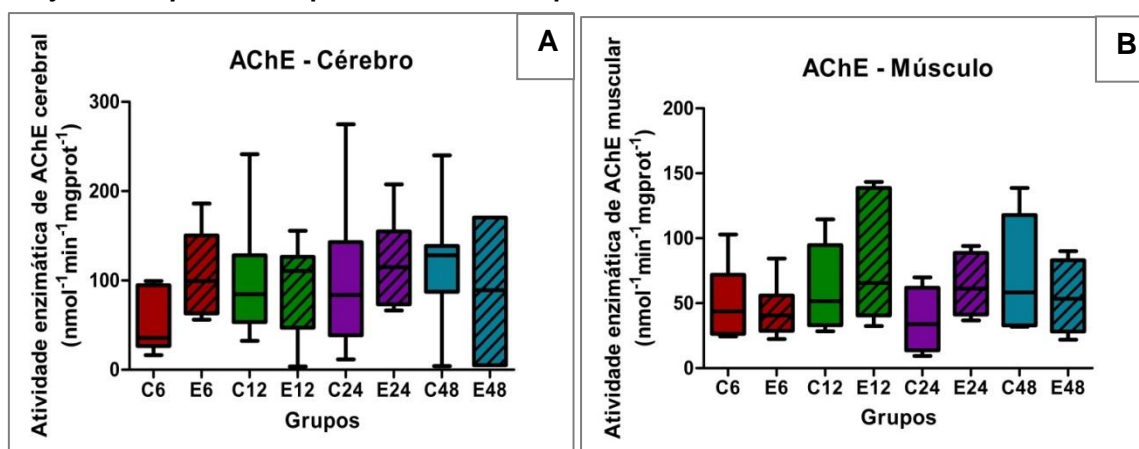 A
AChE - Cérebro
Atividade enzimática de AChE cerebral
(nmol⁻¹min⁻¹mgprot⁻¹)
300
200
100
0
C6 E6 C12 E12 C24 E24 C48 E48
Grupos
B
AChE - Músculo
Atividade enzimática de AChE muscular
(nmol⁻¹min⁻¹mgprot⁻¹)
200
150
100
50
0
C6 E6 C12 E12 C24 E24 C48 E48
Grupos